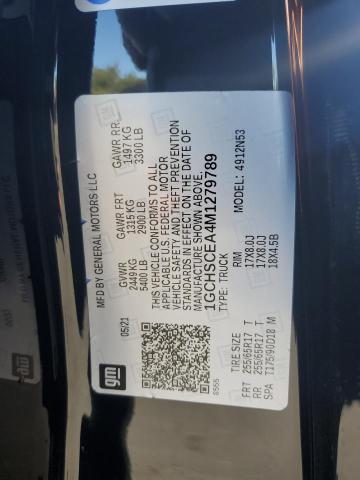 MFD BY GENERAL MOTORS LLC
05/21
GVWR
2449 KG
5400 LB
GAWR FRT
1315 KG
2900 LB
GAWR RR
1497 KG
3300 LB
THIS VEHICLE CONFORMS TO ALL
APPLICABLE U.S. FEDERAL MOTOR
VEHICLE SAFETY AND THEFT PREVENTION
STANDARDS IN EFFECT ON THE DATE OF
MANUFACTURE SHOWN ABOVE.
1GCHSCEA4M1279789
TYPE: TRUCK
MODEL: 4912N53
gm
8555
TIRE SIZE
RIM
FRT 255/65R17 T 17X8.0J
RR 255/65R17 T 17X8.0J
SPA T175/90D18 M 18X4.5B